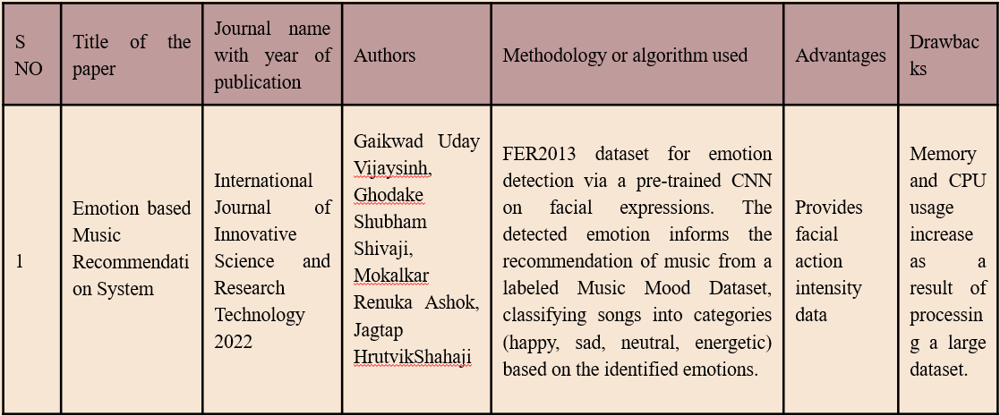 S
NO
Title of the
paper
Journal name
with year of
publication
Authors
Methodology or algorithm used
Advantages
Drawbac
ks
1
Emotion based
Music
Recommendati
on System
International
Journal of
Innovative
Science and
Research
Technology
2022
Gaikwad Uday
Vijaysinh,
Ghodake
Shubham
Shivaji,
Mokalkar
Renuka Ashok,
Jagtap
HrutvikShahaji
FER2013 dataset for emotion
detection via a pre-trained CNN
on facial expressions. The
detected emotion informs the
recommendation of music from a
labeled Music Mood Dataset,
classifying songs into categories
(happy, sad, neutral, energetic)
based on the identified emotions.
Provides
facial
action
intensity
data
Memory
and CPU
usage
increase
as a
result of
processin
g a large
dataset.